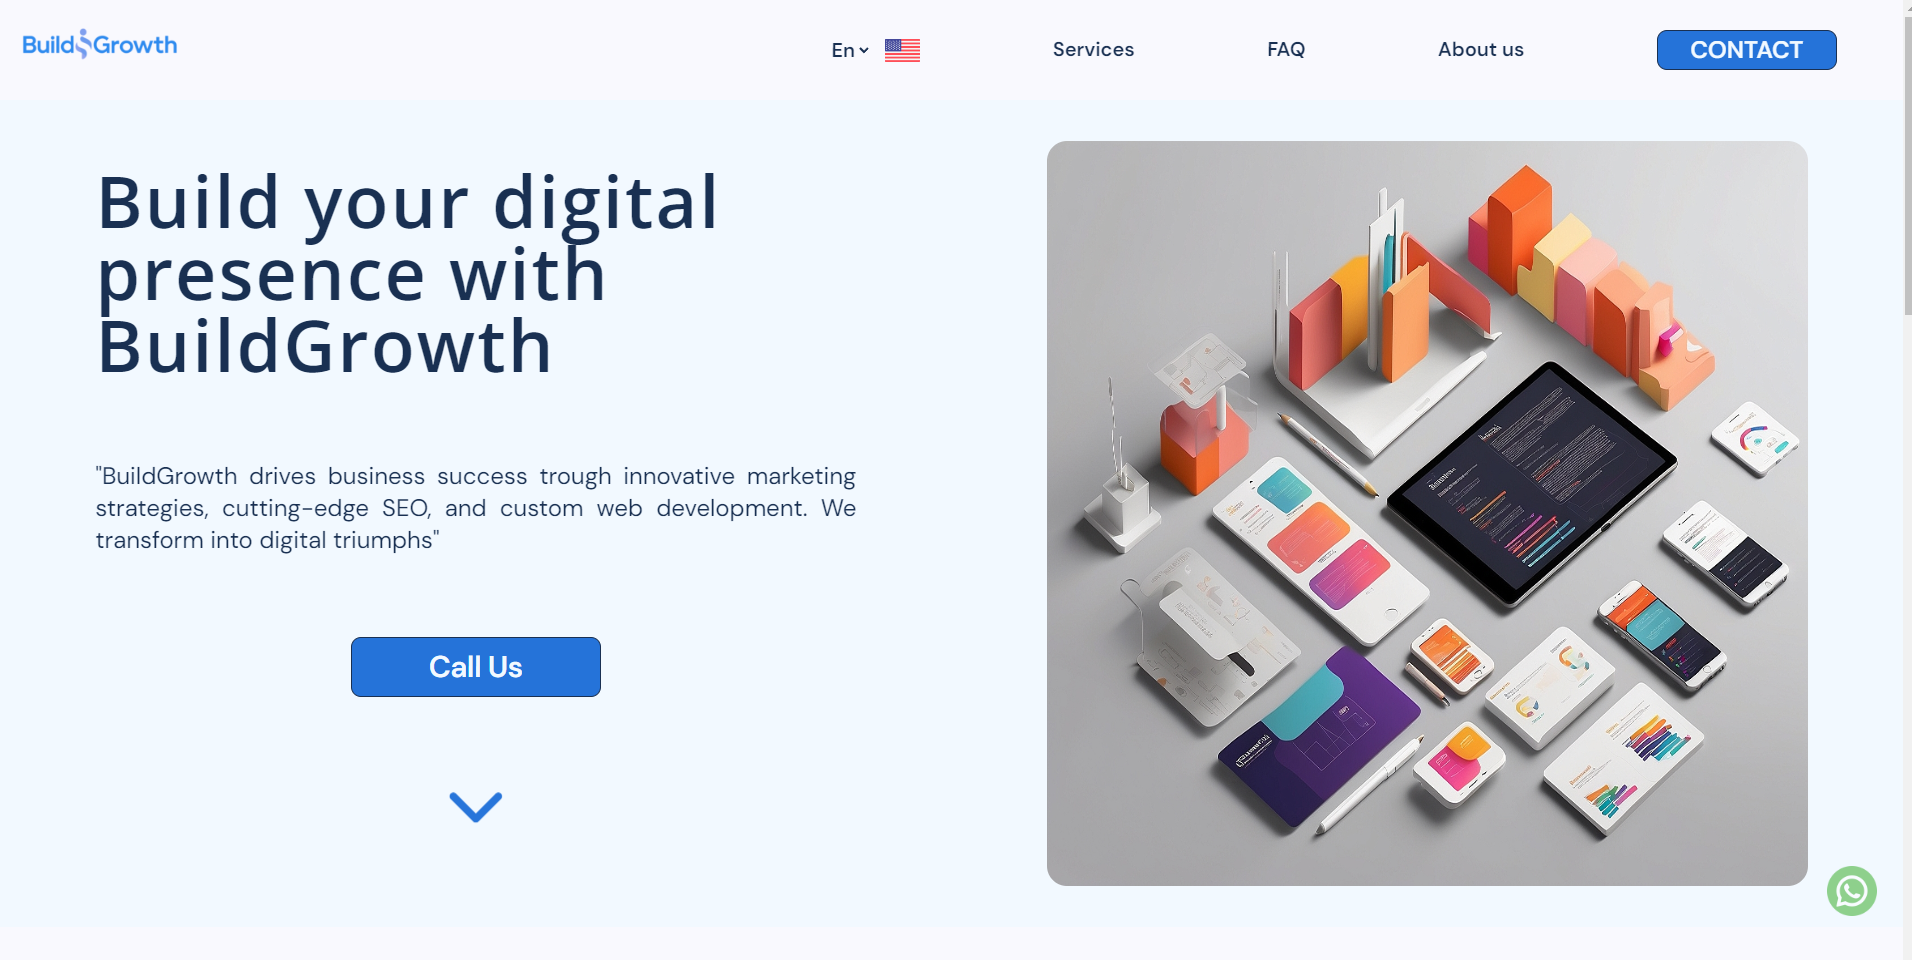 Build Growth
En
Services
FAQ
About us
CONTACT
Build your digital
presence with
BuildGrowth
"BuildGrowth drives business success trough innovative marketing
strategies, cutting-edge SEO, and custom web development. We
transform into digital triumphs"
Call Us